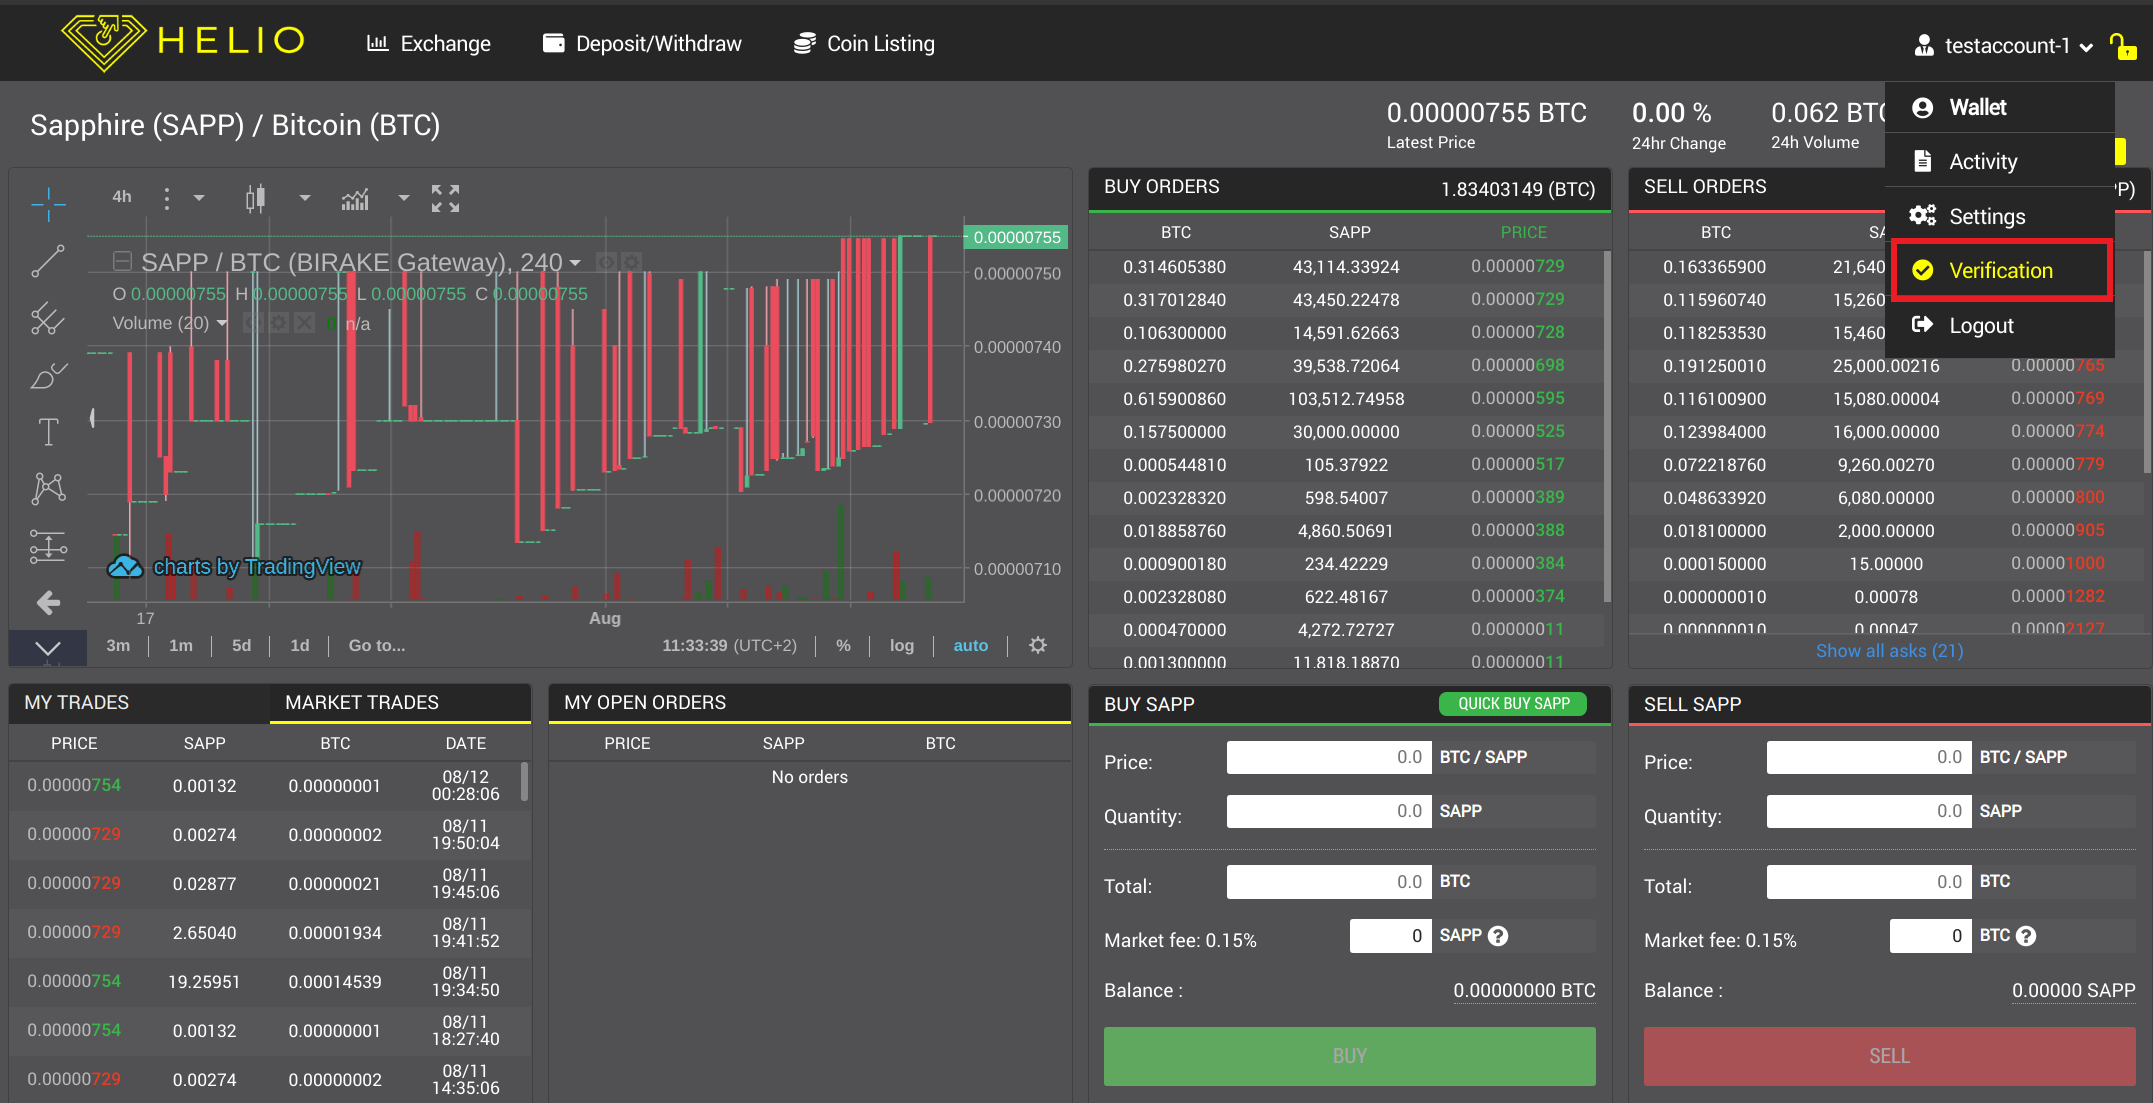 HELIO
Exchange
Deposit/Withdraw
Coin Listing
testaccount-1
Wallet
Activity
Settings
Verification
Logout
Sapphire (SAPP) / Bitcoin (BTC)
0.00000755 BTC
Latest Price
0.00 %
24hr Change
0.062
24h Volume
4h
SAPP / BTC (BIRAKE Gateway), 240
O 0.00000755 H 0.00000755 L 0.00000755 C 0.00000755
Volume (20) 0 n/a
0.00000755
0.00000750
0.00000740
0.00000730
0.00000720
0.00000710
charts by TradingView
17
Aug
3m 1m 5d 1d Go to...
11:33:39 (UTC+2) % log auto
BUY ORDERS 1.83403149 (BTC)
BTC SAPP PRICE
0.314605380 43,114.33924 0.00000729
0.317012840 43,450.22478 0.00000729
0.106300000 14,591.62663 0.00000728
0.275980270 39,538.72064 0.00000698
0.615900860 103,512.74958 0.00000595
0.157500000 30,000.00000 0.00000525
0.000544810 105.37922 0.00000517
0.002328320 598.54007 0.00000389
0.018858760 4,860.50691 0.00000388
0.000900180 234.42229 0.00000384
0.002328080 622.48167 0.00000374
0.000470000 4,272.72727 0.00000011
0.001300000 11,818.18870 0.00000011
SELL ORDERS
BTC
0.163365900 21,640
0.115960740 15,260
0.118253530 15,460
0.191250010 25,000.00216 0.00000765
0.116100900 15,080.00004 0.00000769
0.123984000 16,000.00000 0.00000774
0.072218760 9,260.00270 0.00000779
0.048633920 6,080.00000 0.00000800
0.018100000 2,000.00000 0.00000905
0.000150000 15.00000 0.00001000
0.000000010 0.00078 0.00001282
0.000000010 0.00047 0.00002127
Show all asks (21)
MY TRADES MARKET TRADES
PRICE SAPP BTC DATE
0.00000754 0.00132 0.00000001 08/12 00:28:06
0.00000729 0.00274 0.00000002 08/11 19:50:04
0.00000729 0.02877 0.00000021 08/11 19:45:06
0.00000729 2.65040 0.00001934 08/11 19:41:52
0.00000754 19.25951 0.00014539 08/11 19:34:50
0.00000754 0.00132 0.00000001 08/11 18:27:40
0.00000729 0.00274 0.00000002 08/11 14:35:06
MY OPEN ORDERS
PRICE SAPP BTC
No orders
BUY SAPP QUICK BUY SAPP
Price: 0.0 BTC / SAPP
Quantity: 0.0 SAPP
Total: 0.0 BTC
Market fee: 0.15% 0 SAPP ?
Balance : 0.00000000 BTC
BUY
SELL SAPP
Price: 0.0 BTC / SAPP
Quantity: 0.0 SAPP
Total: 0.0 BTC
Market fee: 0.15% 0 BTC ?
Balance : 0.00000 SAPP
SELL